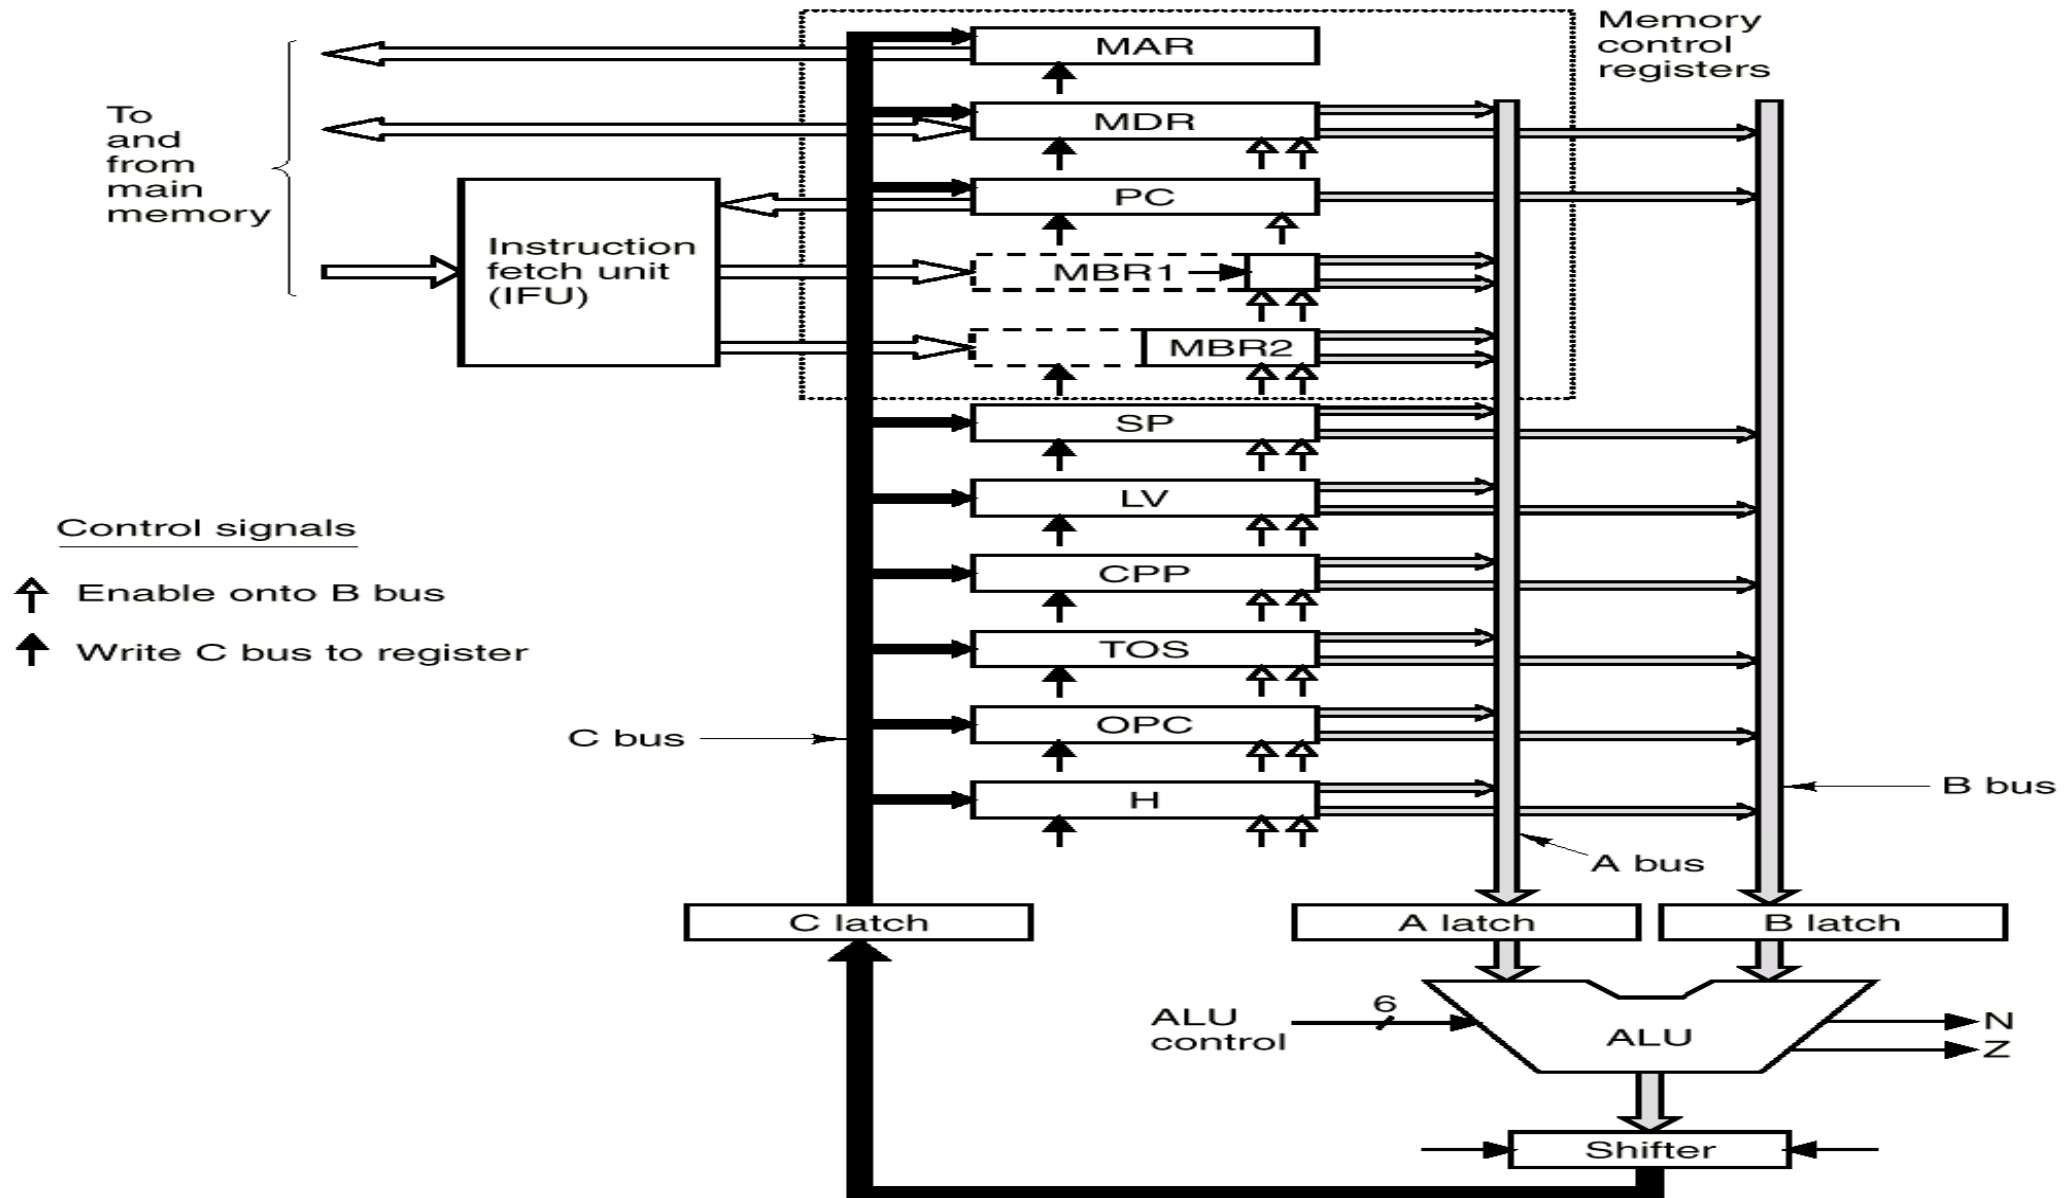 Memory
control
registers
To
and
from
main
memory
MAR
MDR
PC
Instruction
fetch unit
(IFU)
MBR1
MBR2
SP
LV
CPP
TOS
OPC
H
Control signals
Enable onto B bus
Write C bus to register
C bus
B bus
A bus
C latch
A latch
B latch
ALU
control
6
ALU
N
Z
Shifter